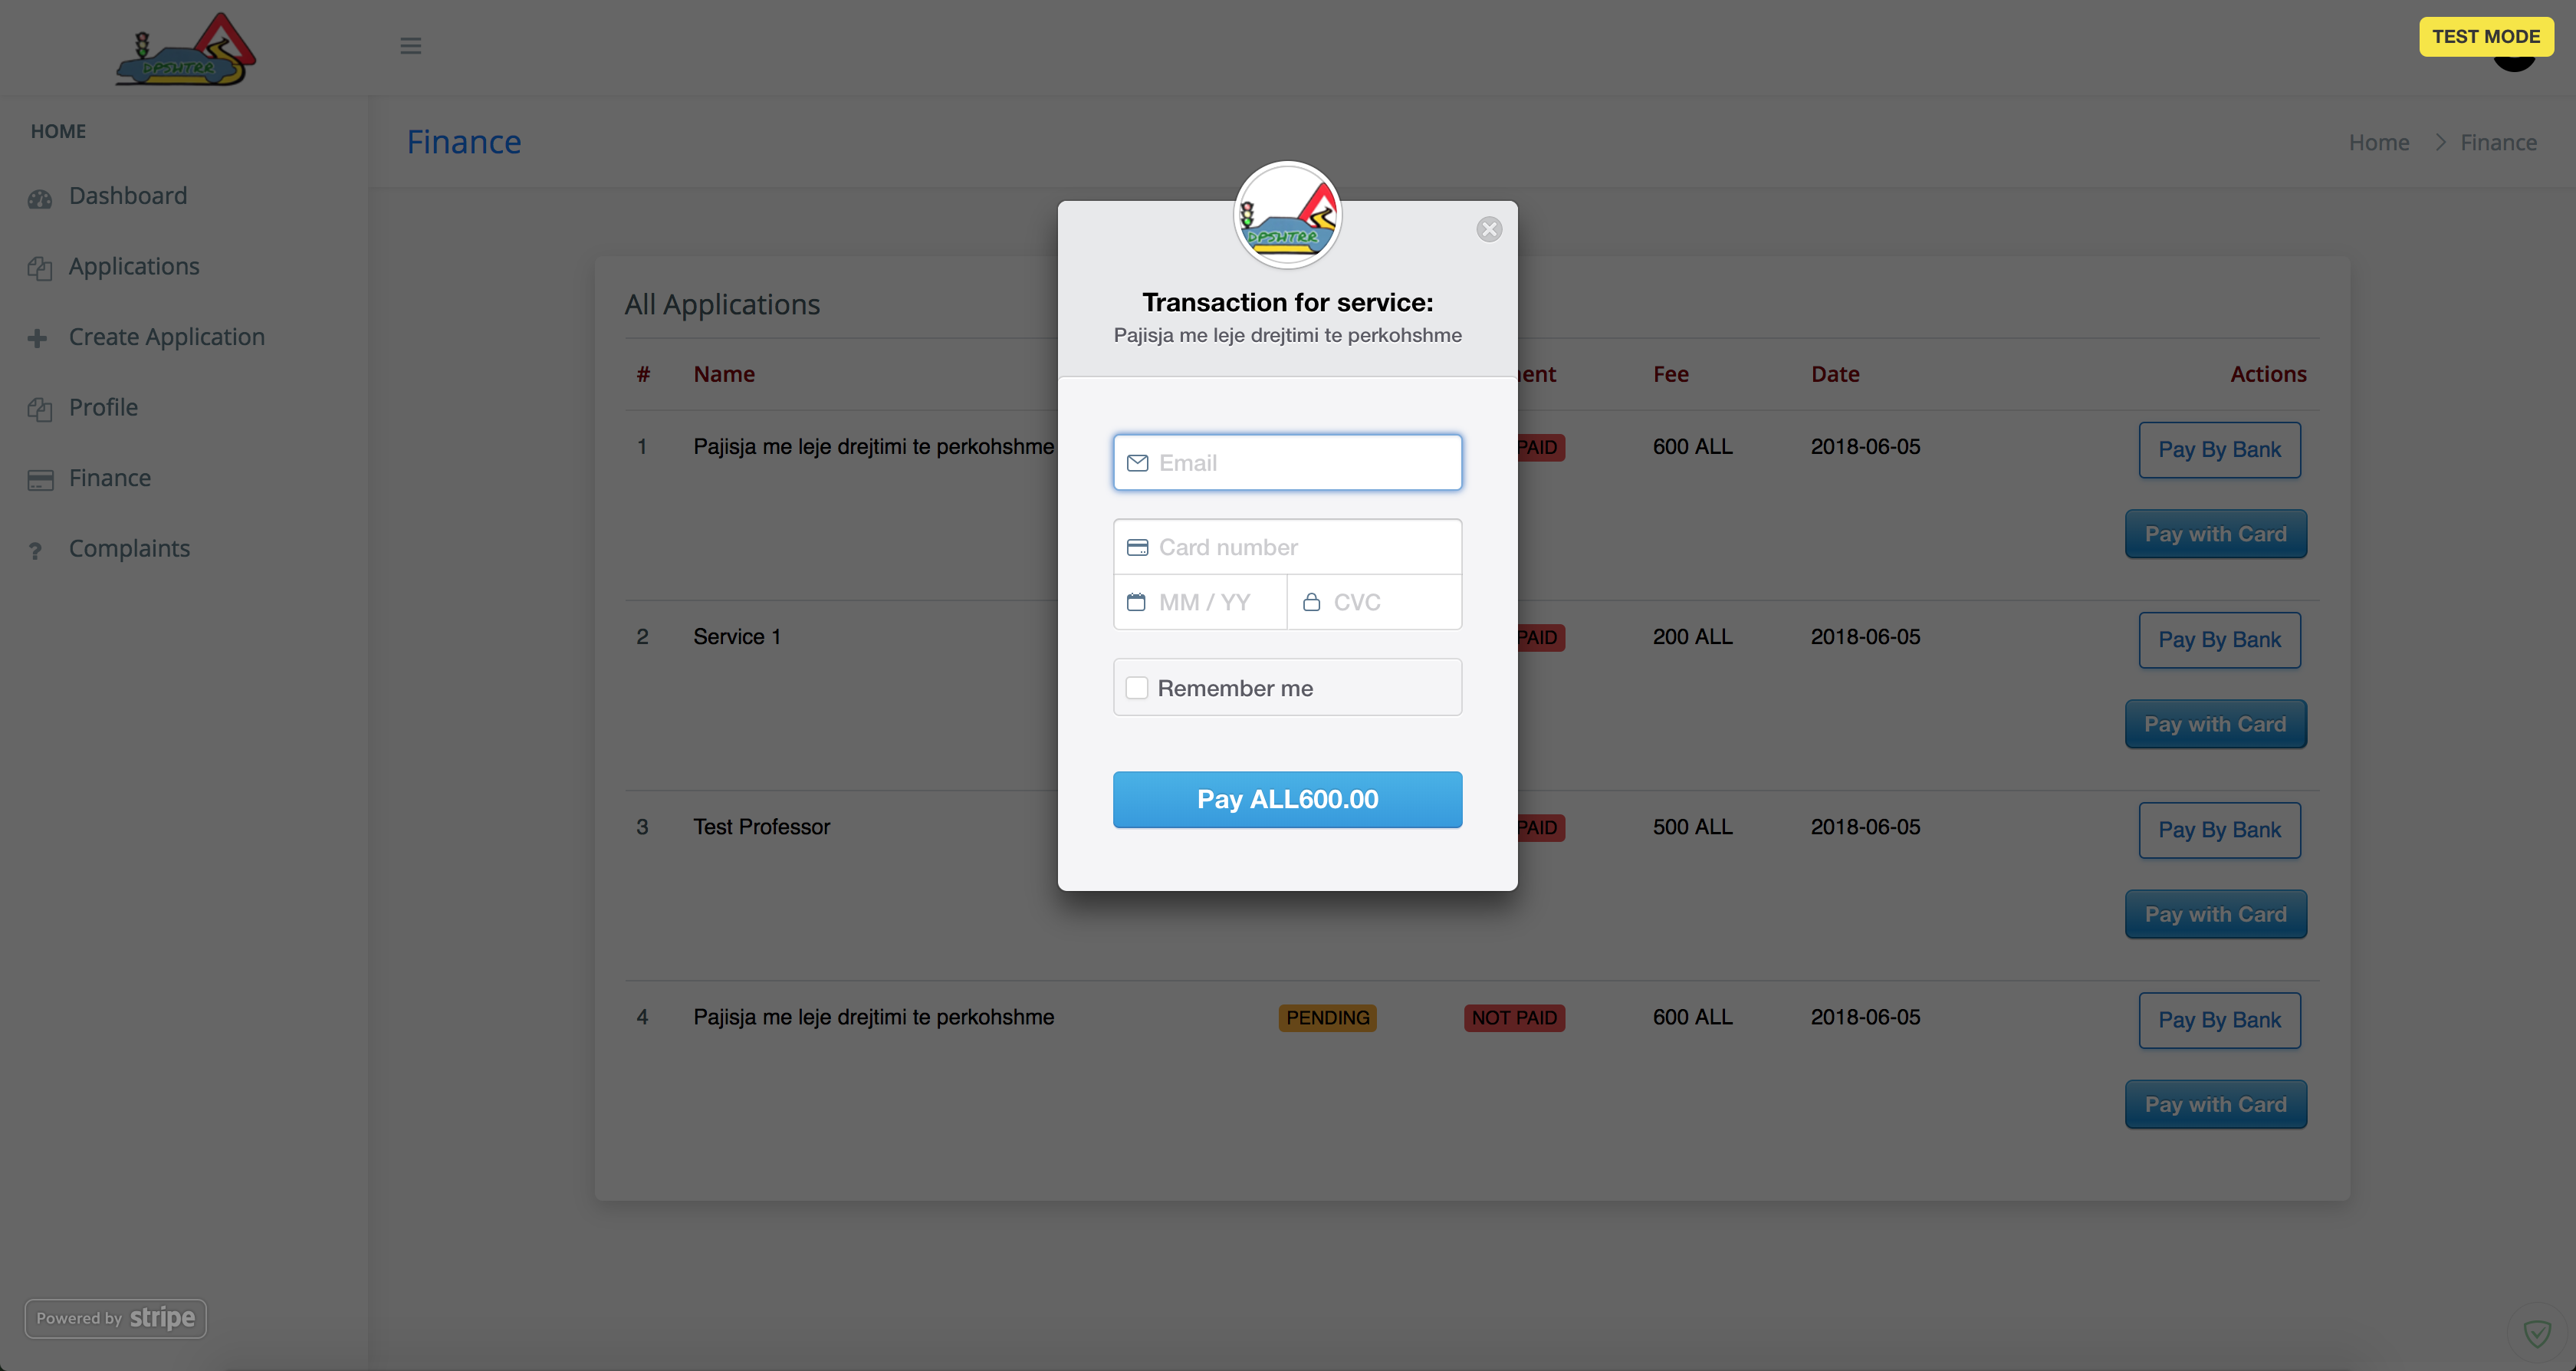 DPSHTRR
TEST MODE
HOME
Dashboard
Applications
Create Application
Profile
Finance
Complaints
Finance
Home > Finance
DPSHTRR
Transaction for service:
Pajisja me leje drejtimi te perkohshme
Email
Card number
MM / YY CVC
Remember me
Pay ALL600.00
All Applications
# Name ent Fee Date Actions
1 Pajisja me leje drejtimi te perkohshme PAID 600 ALL 2018-06-05 Pay By Bank
Pay with Card
2 Service 1 PAID 200 ALL 2018-06-05 Pay By Bank
Pay with Card
3 Test Professor PAID 500 ALL 2018-06-05 Pay By Bank
Pay with Card
4 Pajisja me leje drejtimi te perkohshme PENDING NOT PAID 600 ALL 2018-06-05 Pay By Bank
Pay with Card
Powered by stripe